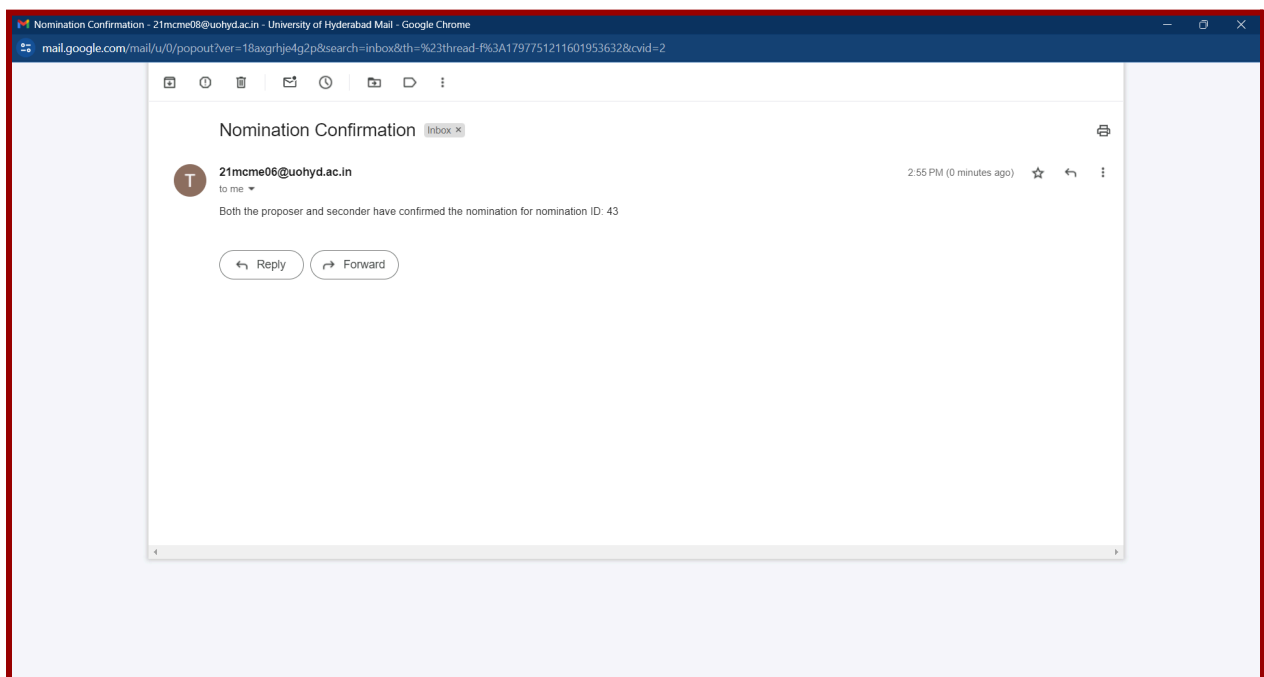 Nomination Confirmation - 21mcme08@uohyd.ac.in - University of Hyderabad Mail - Google Chrome
mail.google.com/mail/u/0/popout?ver=18axgrhje4g2p&search=inbox&th=%23thread-f%3A1797751211601953632&cvid=2
Nomination Confirmation Inbox ×
T
21mcme06@uohyd.ac.in 2:55 PM (0 minutes ago)
to me
Both the proposer and seconder have confirmed the nomination for nomination ID: 43
Reply Forward